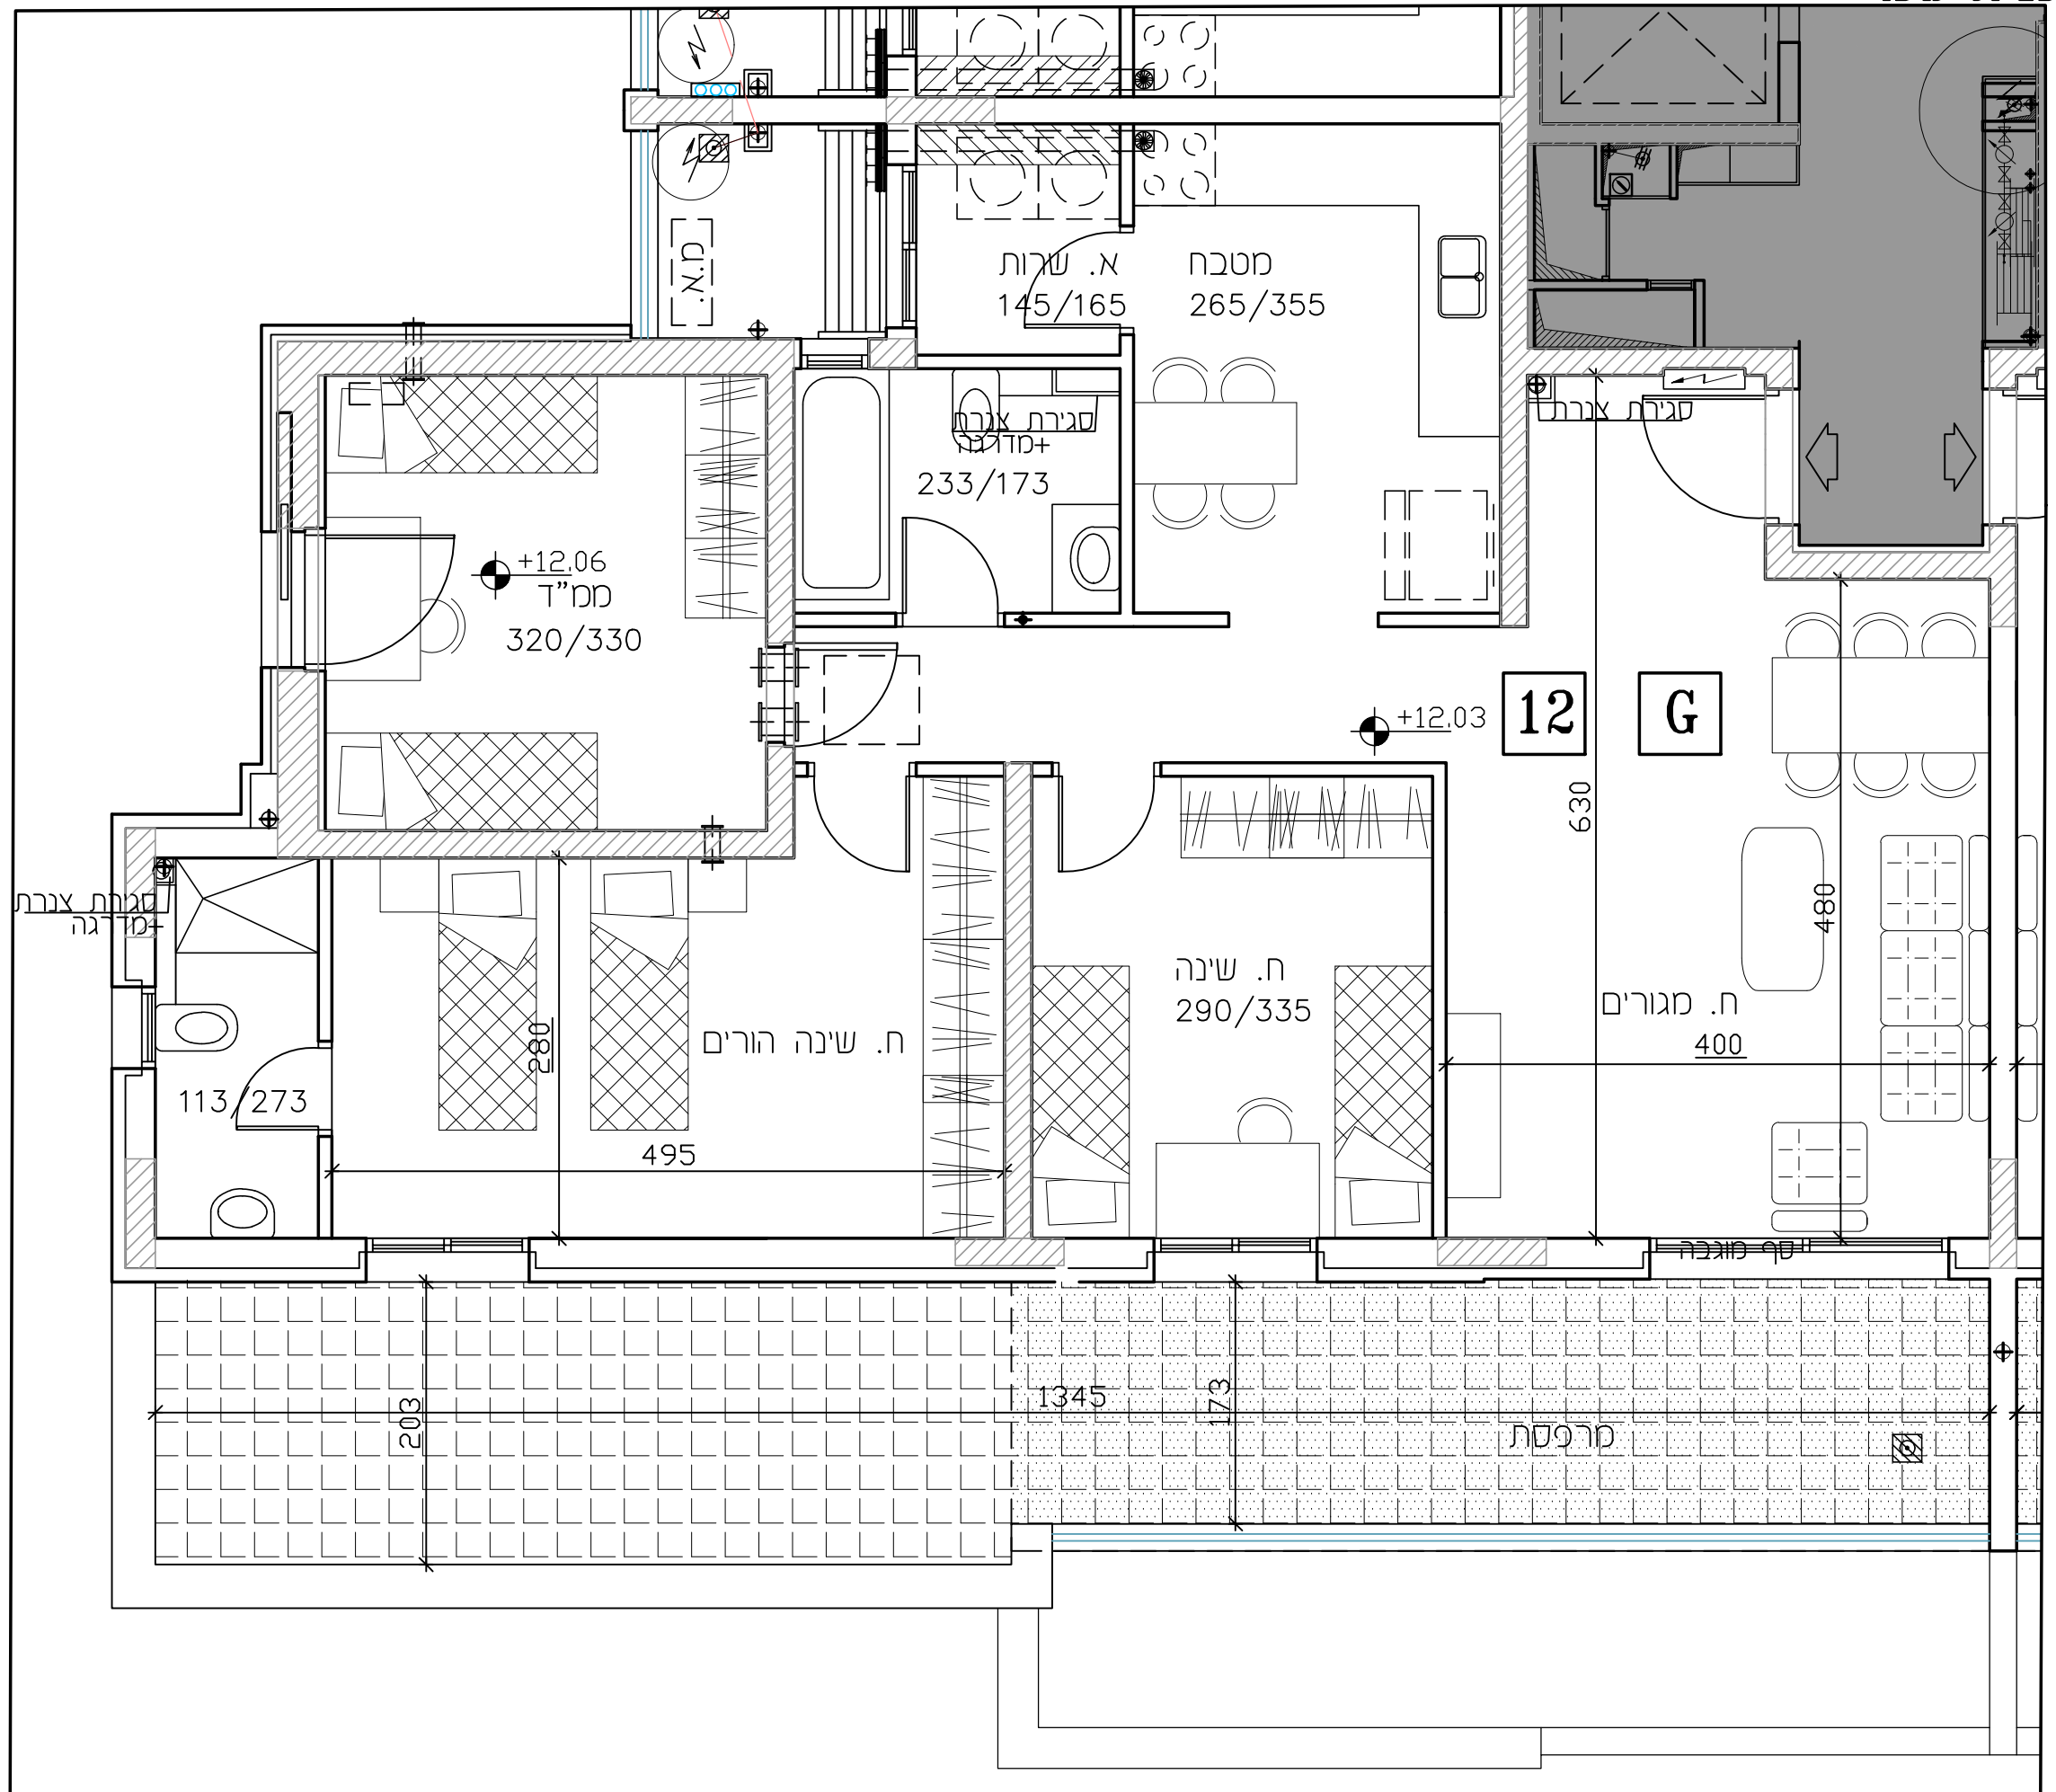 מ.א.
א. שרות
145/165
מטבח
265/355
סגירת צנרת
+מדרגה
233/173
סגירת צנרת
+12.06
ממ"ד
320/330
+12.03
12
G
630
480
סגירת צנרת
+מדרגה
113/273
280
ח. שינה הורים
495
ח. שינה
290/335
ח. מגורים
400
סף מוגבה
203
1345
173
מרפסת